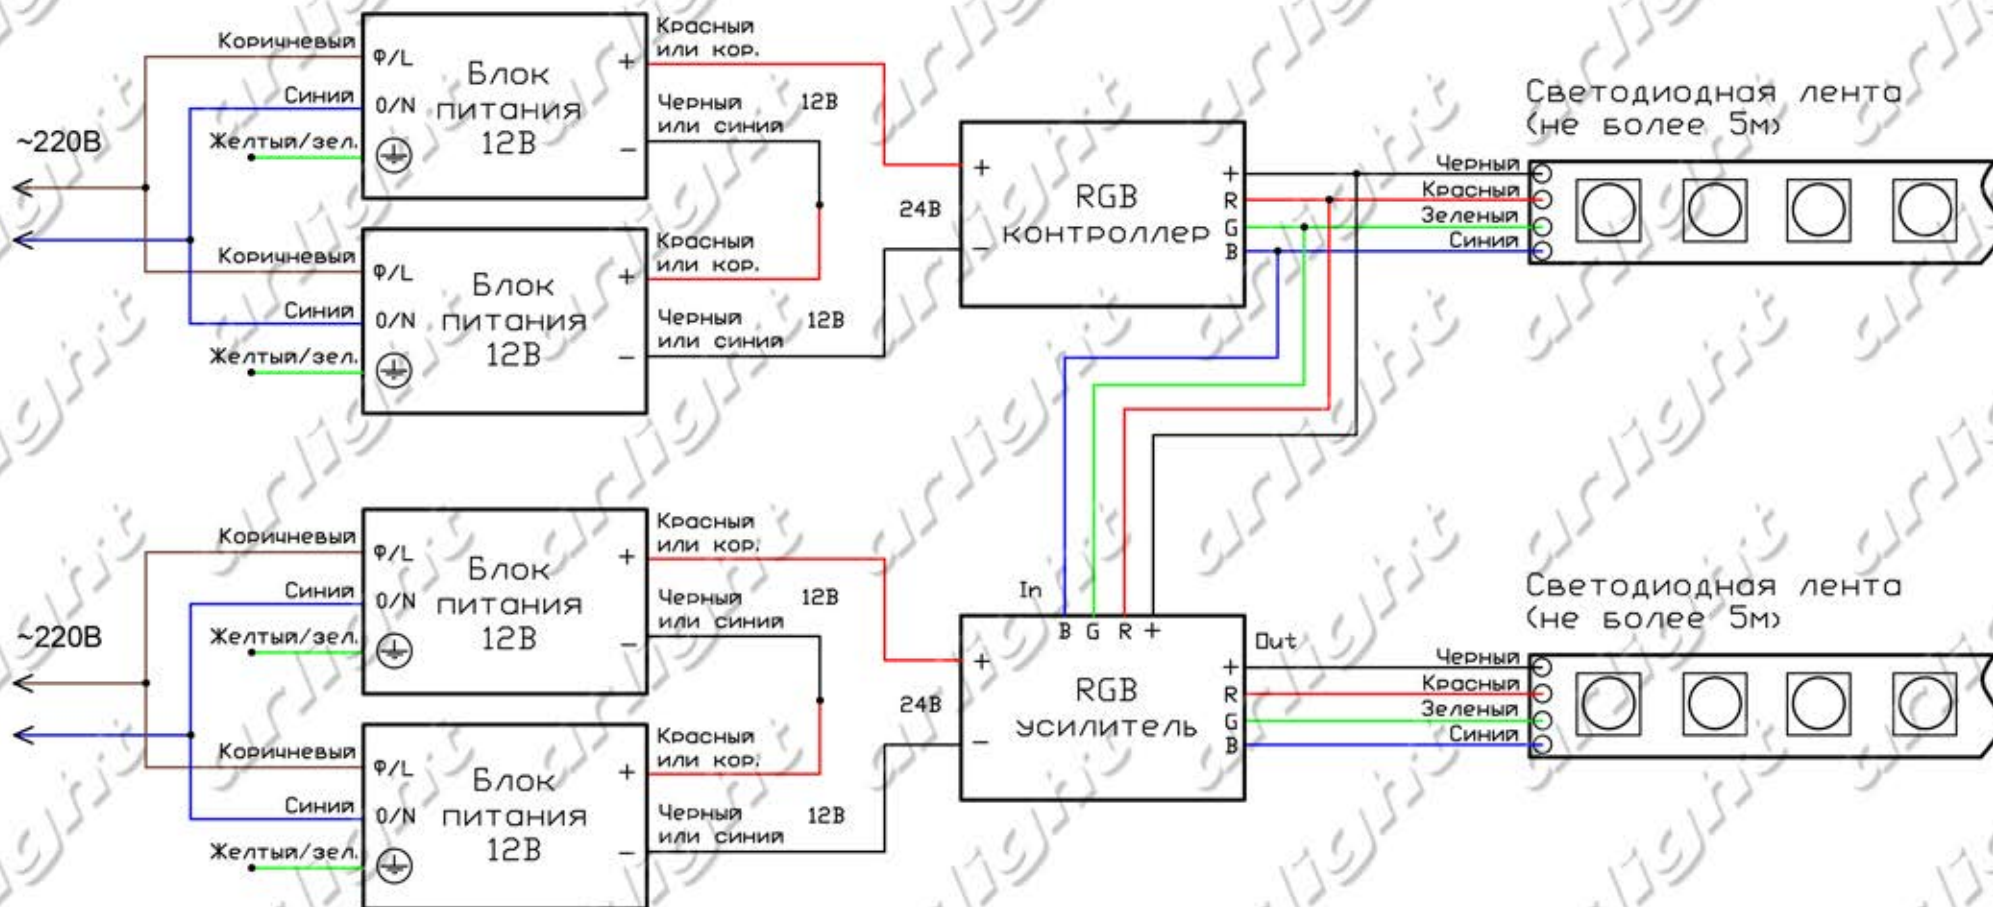 Коричневый
Ф/L
Синий
0/N
Желтый/зел.
~220В
Блок
питания
12В
+
−
Красный
или кор.
Черный
или синий
12В
Коричневый
Ф/L
Синий
0/N
Желтый/зел.
Блок
питания
12В
+
−
Красный
или кор.
Черный
или синий
12В
24В
+
−
RGB
контроллер
+
R
G
B
Светодиодная лента
(не более 5м)
Черный
Красный
Зеленый
Синий
Коричневый
Ф/L
Синий
0/N
Желтый/зел.
~220В
Блок
питания
12В
+
−
Красный
или кор.
Черный
или синий
12В
Коричневый
Ф/L
Синий
0/N
Желтый/зел.
Блок
питания
12В
+
−
Красный
или кор.
Черный
или синий
12В
24В
In
B G R +
+
−
RGB
усилитель
Out
+
R
G
B
Светодиодная лента
(не более 5м)
Черный
Красный
Зеленый
Синий
arlight